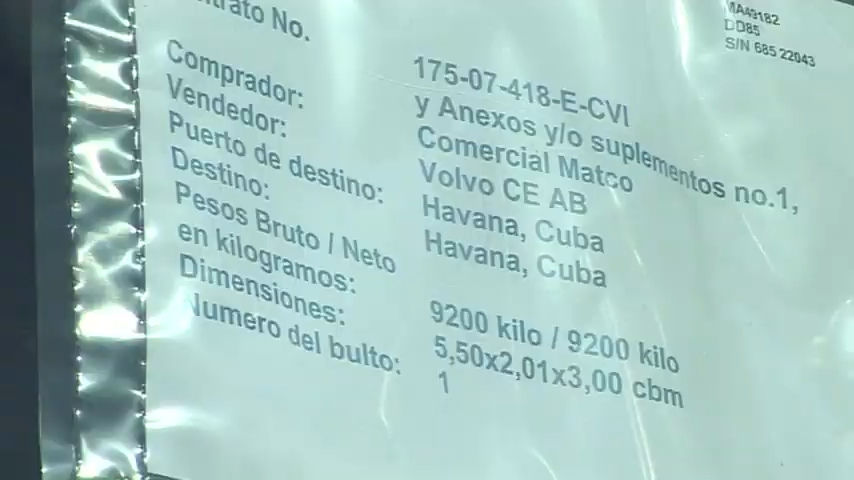 MA49182
DD85
S/N 685 22043
trato No.
175-07-418-E-CVI
y Anexos y/o suplementos no.1,
Comprador:
Comercial Matco
Vendedor:
Volvo CE AB
Puerto de destino:
Havana, Cuba
Destino:
Havana, Cuba
Pesos Bruto / Neto
en kilogramos:
9200 kilo / 9200 kilo
Dimensiones:
5,50x2,01x3,00 cbm
Numero del bulto:
1